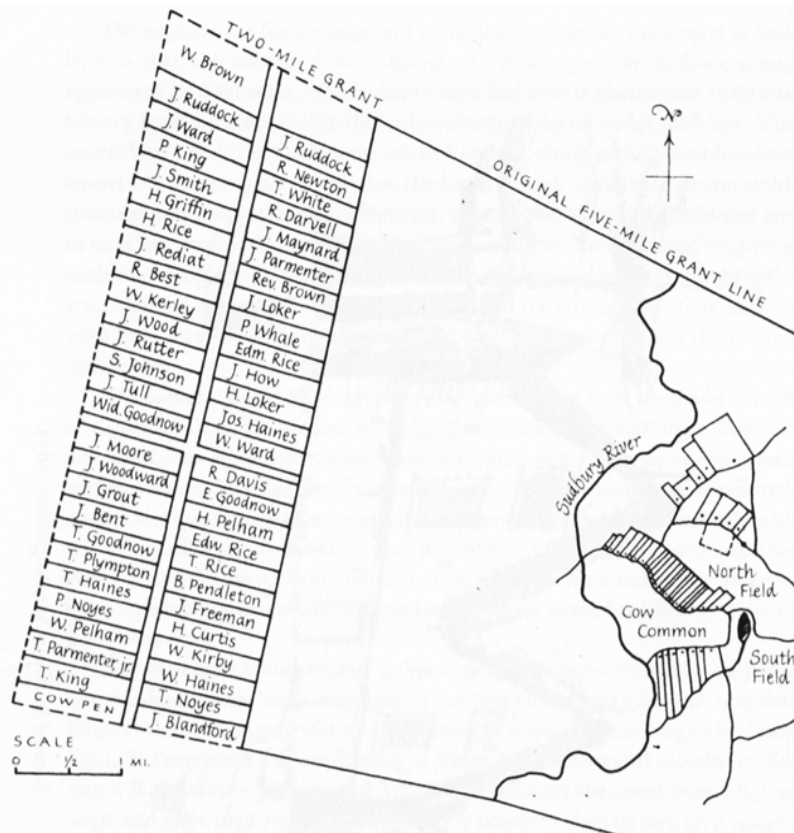 TWO-MILE GRANT
ORIGINAL FIVE-MILE GRANT LINE
W. Brown
J. Ruddock
J. Ward
P. King
J. Smith
H. Griffin
H. Rice
J. Rediat
R. Best
W. Kerley
J. Wood
J. Rutter
S. Johnson
J. Tull
Wid. Goodnow
J. Moore
J. Woodward
J. Grout
J. Bent
T. Goodnow
T. Plympton
T. Haines
P. Noyes
W. Pelham
T. Parmenter, jr.
T. King
COW PEN
J. Ruddock
R. Newton
T. White
R. Darvell
J. Maynard
J. Parmenter
Rev. Brown
J. Loker
P. Whale
Edm. Rice
J. How
H. Loker
Jos. Haines
W. Ward
R. Davis
E. Goodnow
H. Pelham
Edw. Rice
T. Rice
B. Pendleton
J. Freeman
H. Curtis
W. Kirby
W. Haines
T. Noyes
J. Blandford
Sudbury River
North
Field
Cow
Common
South
Field
SCALE
0 1/2 1 MI.